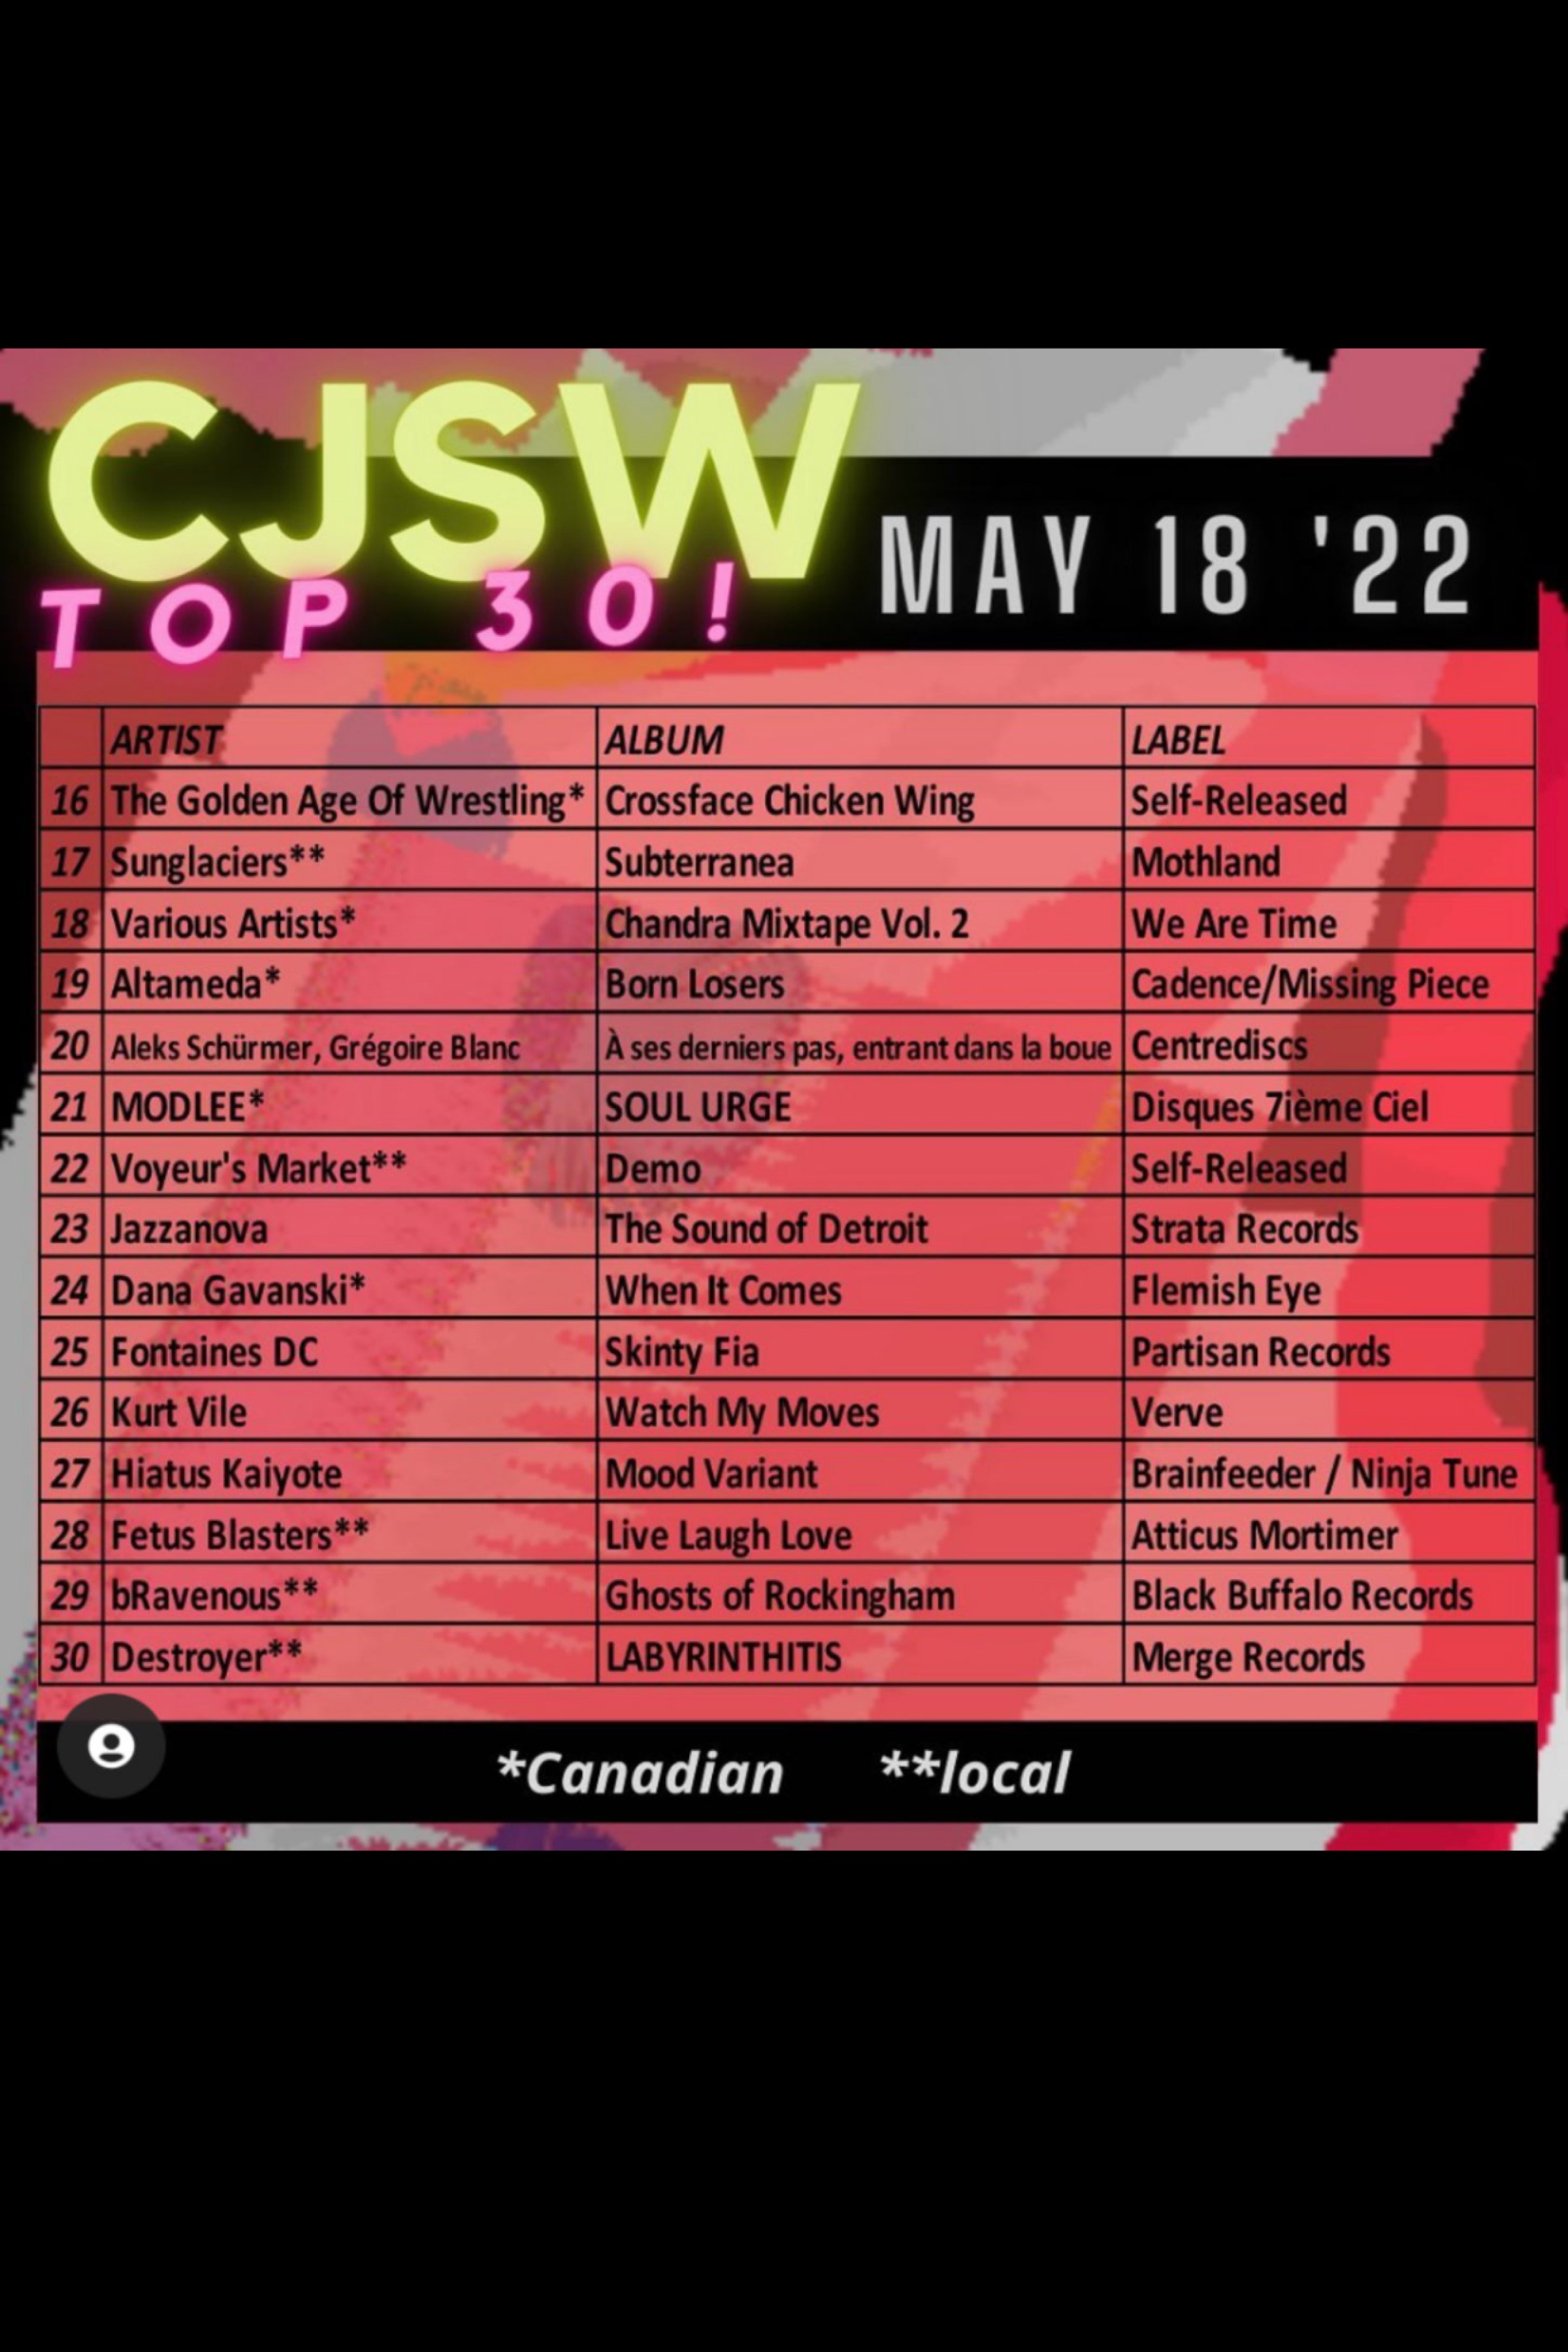 CJSW
TOP 30!
MAY 18 '22
ARTIST ALBUM LABEL
16 The Golden Age Of Wrestling* Crossface Chicken Wing Self-Released
17 Sunglaciers** Subterranea Mothland
18 Various Artists* Chandra Mixtape Vol. 2 We Are Time
19 Altameda* Born Losers Cadence/Missing Piece
20 Aleks Schürmer, Grégoire Blanc À ses derniers pas, entrant dans la boue Centrediscs
21 MODLEE* SOUL URGE Disques 7ième Ciel
22 Voyeur's Market** Demo Self-Released
23 Jazzanova The Sound of Detroit Strata Records
24 Dana Gavanski* When It Comes Flemish Eye
25 Fontaines DC Skinty Fia Partisan Records
26 Kurt Vile Watch My Moves Verve
27 Hiatus Kaiyote Mood Variant Brainfeeder / Ninja Tune
28 Fetus Blasters** Live Laugh Love Atticus Mortimer
29 bRavenous** Ghosts of Rockingham Black Buffalo Records
30 Destroyer** LABYRINTHITIS Merge Records
*Canadian **local